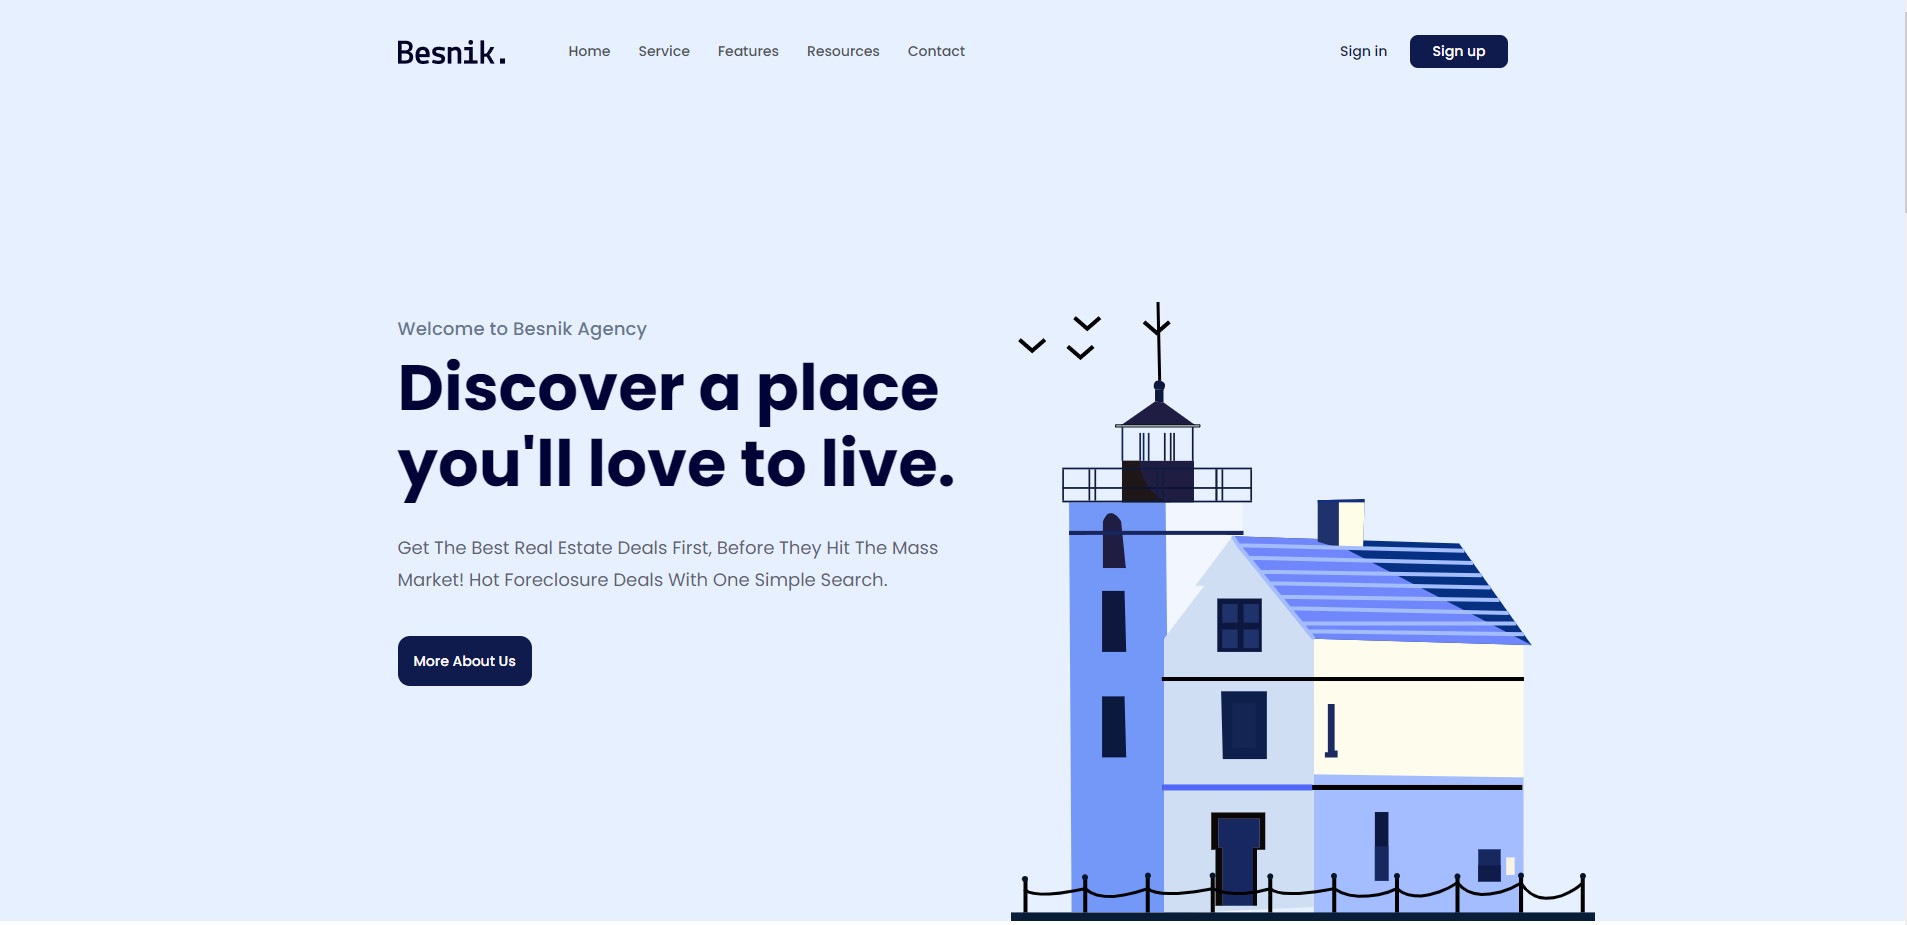 Besnik.
Home
Service
Features
Resources
Contact
Sign in
Sign up
Welcome to Besnik Agency
Discover a place
you'll love to live.
Get The Best Real Estate Deals First, Before They Hit The Mass
Market! Hot Foreclosure Deals With One Simple Search.
More About Us